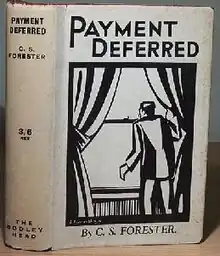 PAYMENT
DEFERRED
C. S.
FORESTER
3/6
NET
THE
BODLEY
HEAD
PAYMENT
DEFERRED
By C. S. FORESTER.